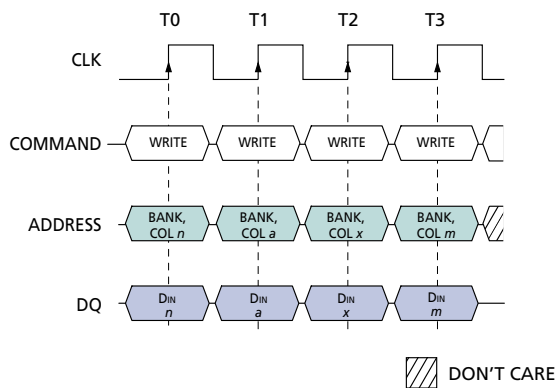 T0 T1 T2 T3
CLK
COMMAND WRITE WRITE WRITE WRITE
ADDRESS BANK, COL n BANK, COL a BANK, COL x BANK, COL m
DQ DIN n DIN a DIN x DIN m
DON'T CARE